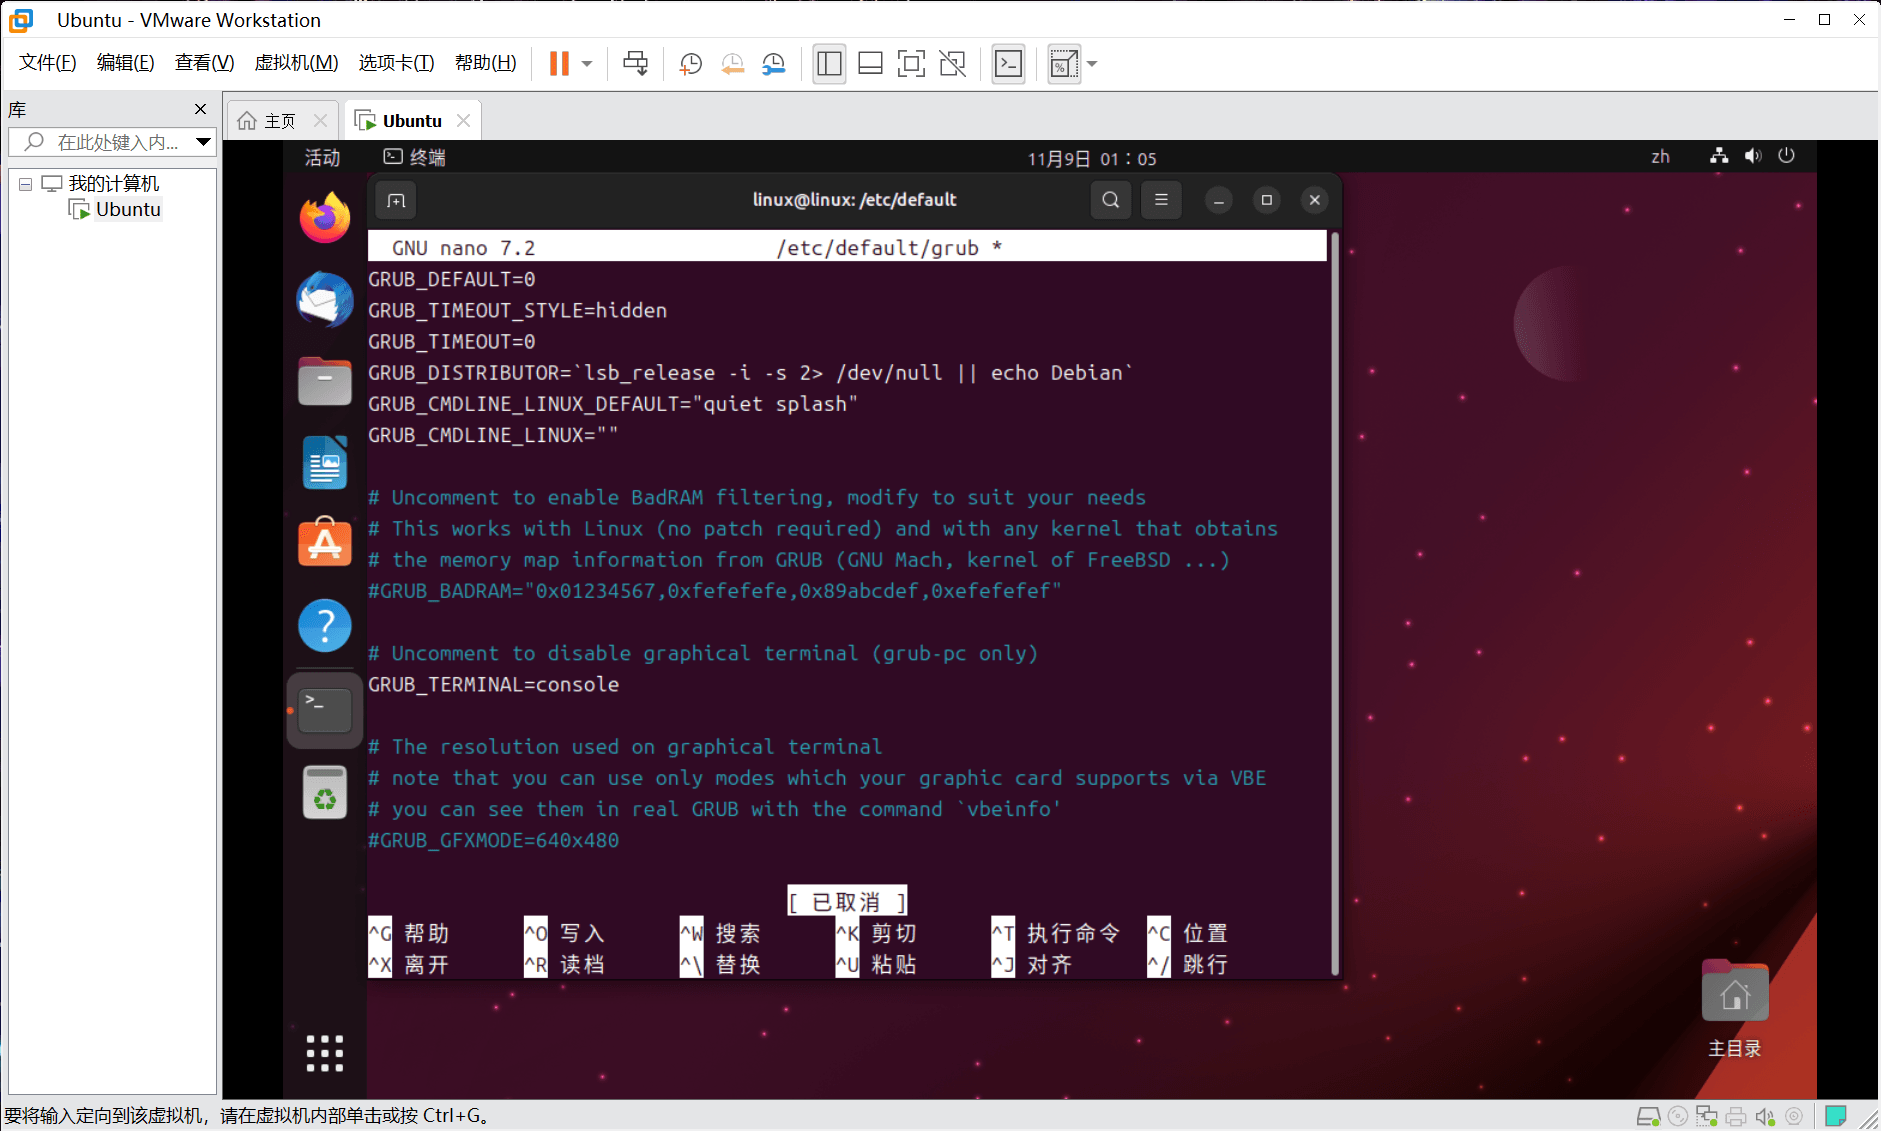 Ubuntu - VMware Workstation
文件(F) 编辑(E) 查看(V) 虚拟机(M) 选项卡(T) 帮助(H)
库
在此处键入内...
我的计算机
Ubuntu
主页
Ubuntu
活动 终端 11月9日 01：05 zh
linux@linux: /etc/default
GNU nano 7.2 /etc/default/grub *
GRUB_DEFAULT=0
GRUB_TIMEOUT_STYLE=hidden
GRUB_TIMEOUT=0
GRUB_DISTRIBUTOR=`lsb_release -i -s 2> /dev/null || echo Debian`
GRUB_CMDLINE_LINUX_DEFAULT="quiet splash"
GRUB_CMDLINE_LINUX=""
# Uncomment to enable BadRAM filtering, modify to suit your needs
# This works with Linux (no patch required) and with any kernel that obtains
# the memory map information from GRUB (GNU Mach, kernel of FreeBSD ...)
#GRUB_BADRAM="0x01234567,0xfefefefe,0x89abcdef,0xefefefef"
# Uncomment to disable graphical terminal (grub-pc only)
GRUB_TERMINAL=console
# The resolution used on graphical terminal
# note that you can use only modes which your graphic card supports via VBE
# you can see them in real GRUB with the command `vbeinfo'
#GRUB_GFXMODE=640x480
[ 已取消 ]
^G 帮助 ^O 写入 ^W 搜索 ^K 剪切 ^T 执行命令 ^C 位置
^X 离开 ^R 读档 ^\ 替换 ^U 粘贴 ^J 对齐 ^/ 跳行
主目录
要将输入定向到该虚拟机，请在虚拟机内部单击或按 Ctrl+G。